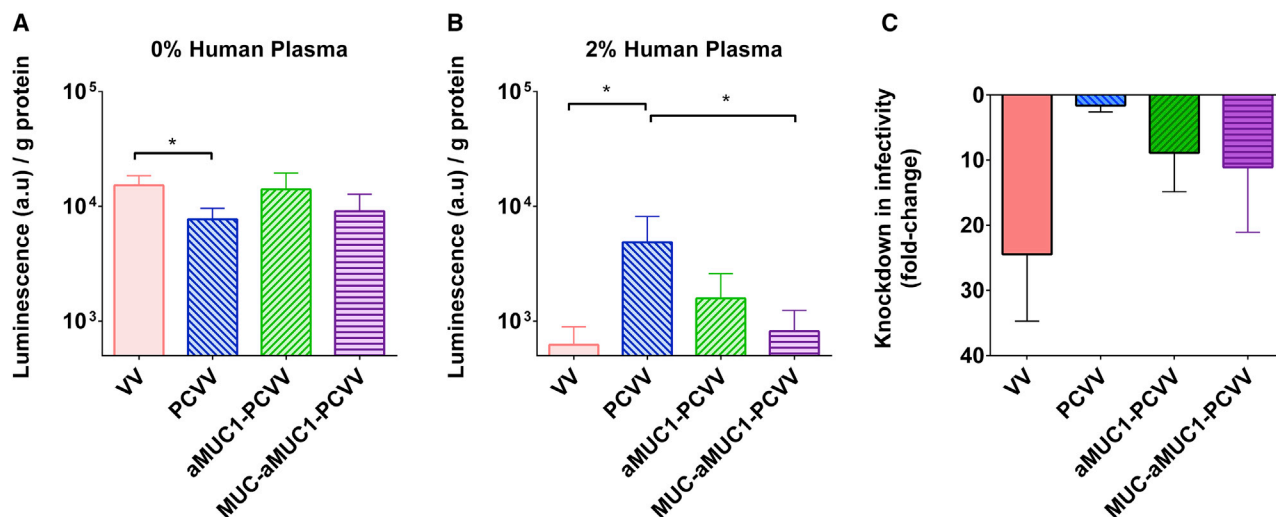 A
0% Human Plasma
Luminescence (a.u) / g protein
10^5
10^4
10^3
*
VV
PCVV
aMUC1-PCVV
MUC-aMUC1-PCVV
B
2% Human Plasma
Luminescence (a.u) / g protein
10^5
10^4
10^3
*
*
VV
PCVV
aMUC1-PCVV
MUC-aMUC1-PCVV
C
Knockdown in infectivity
(fold-change)
0
10
20
30
40
VV
PCVV
aMUC1-PCVV
MUC-aMUC1-PCVV